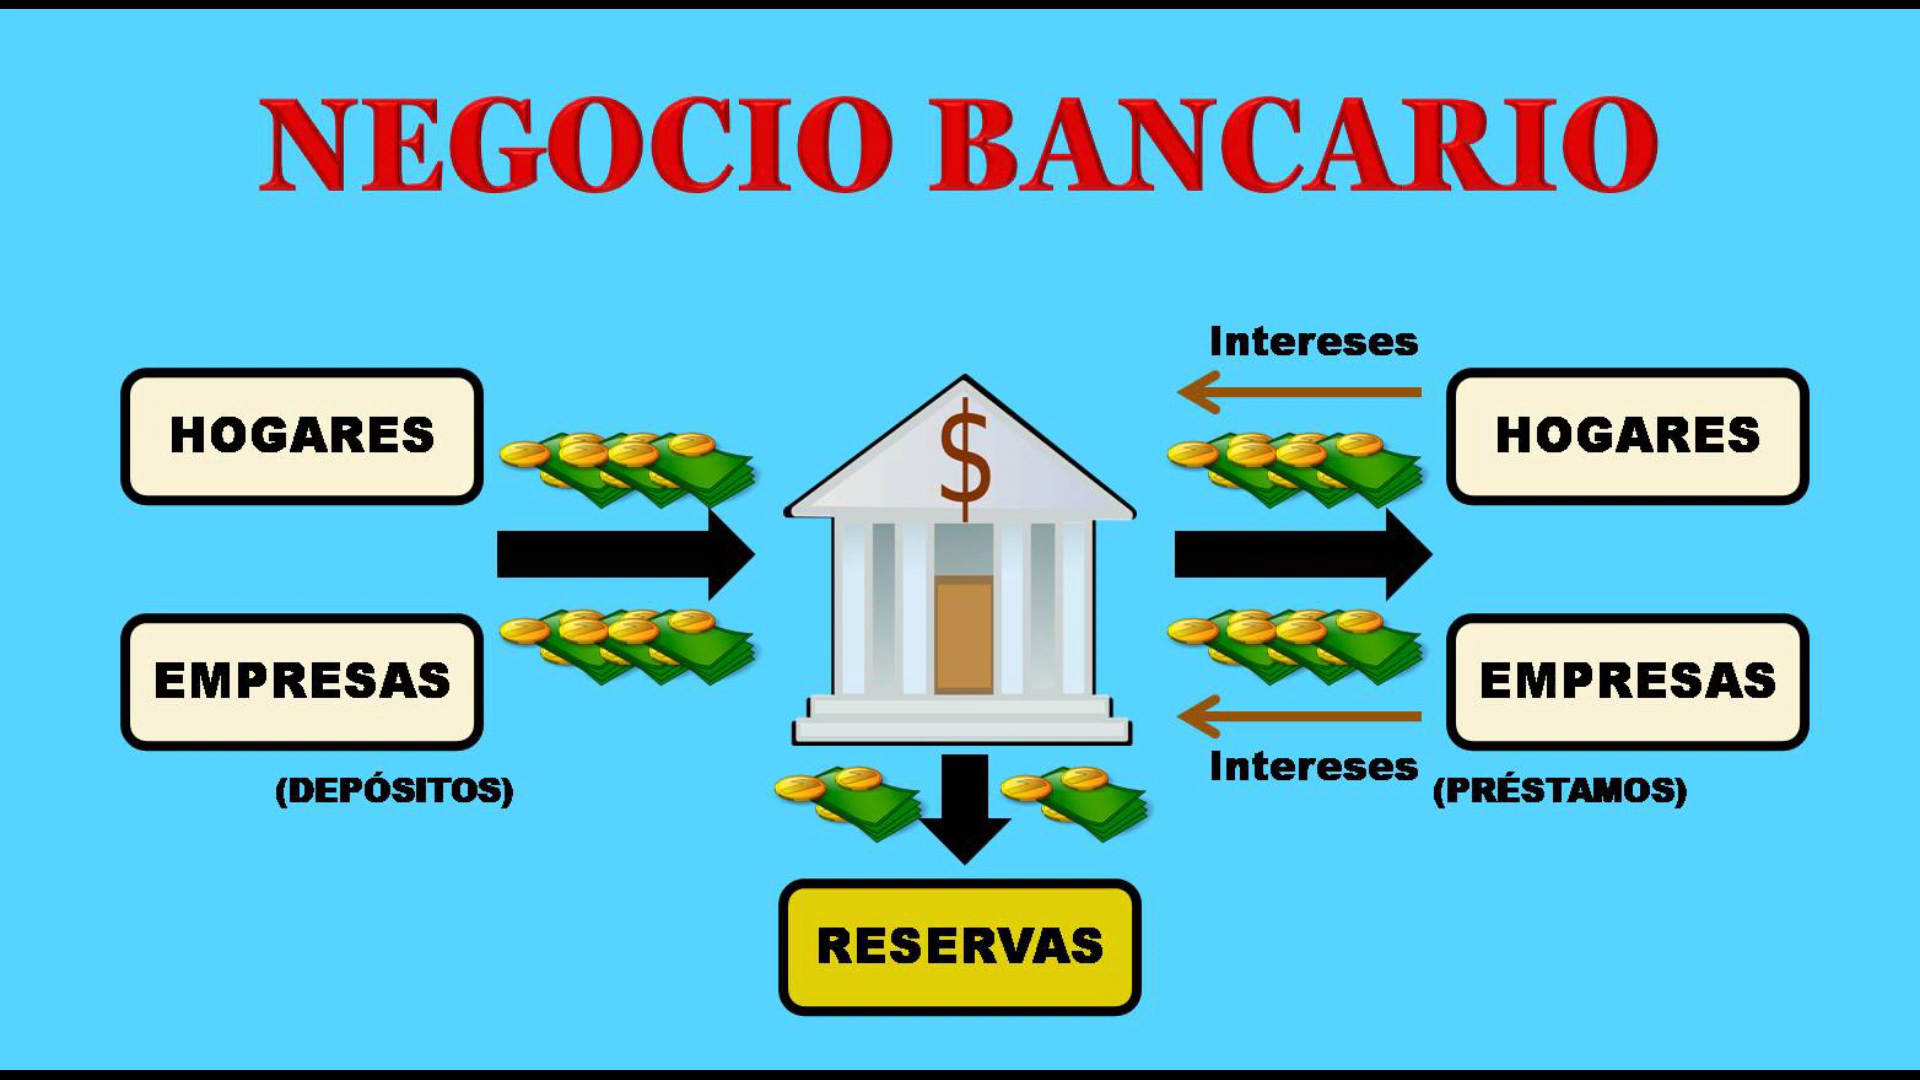 NEGOCIO BANCARIO
Intereses
HOGARES
HOGARES
$
EMPRESAS
EMPRESAS
Intereses
(DEPÓSITOS)
(PRÉSTAMOS)
RESERVAS